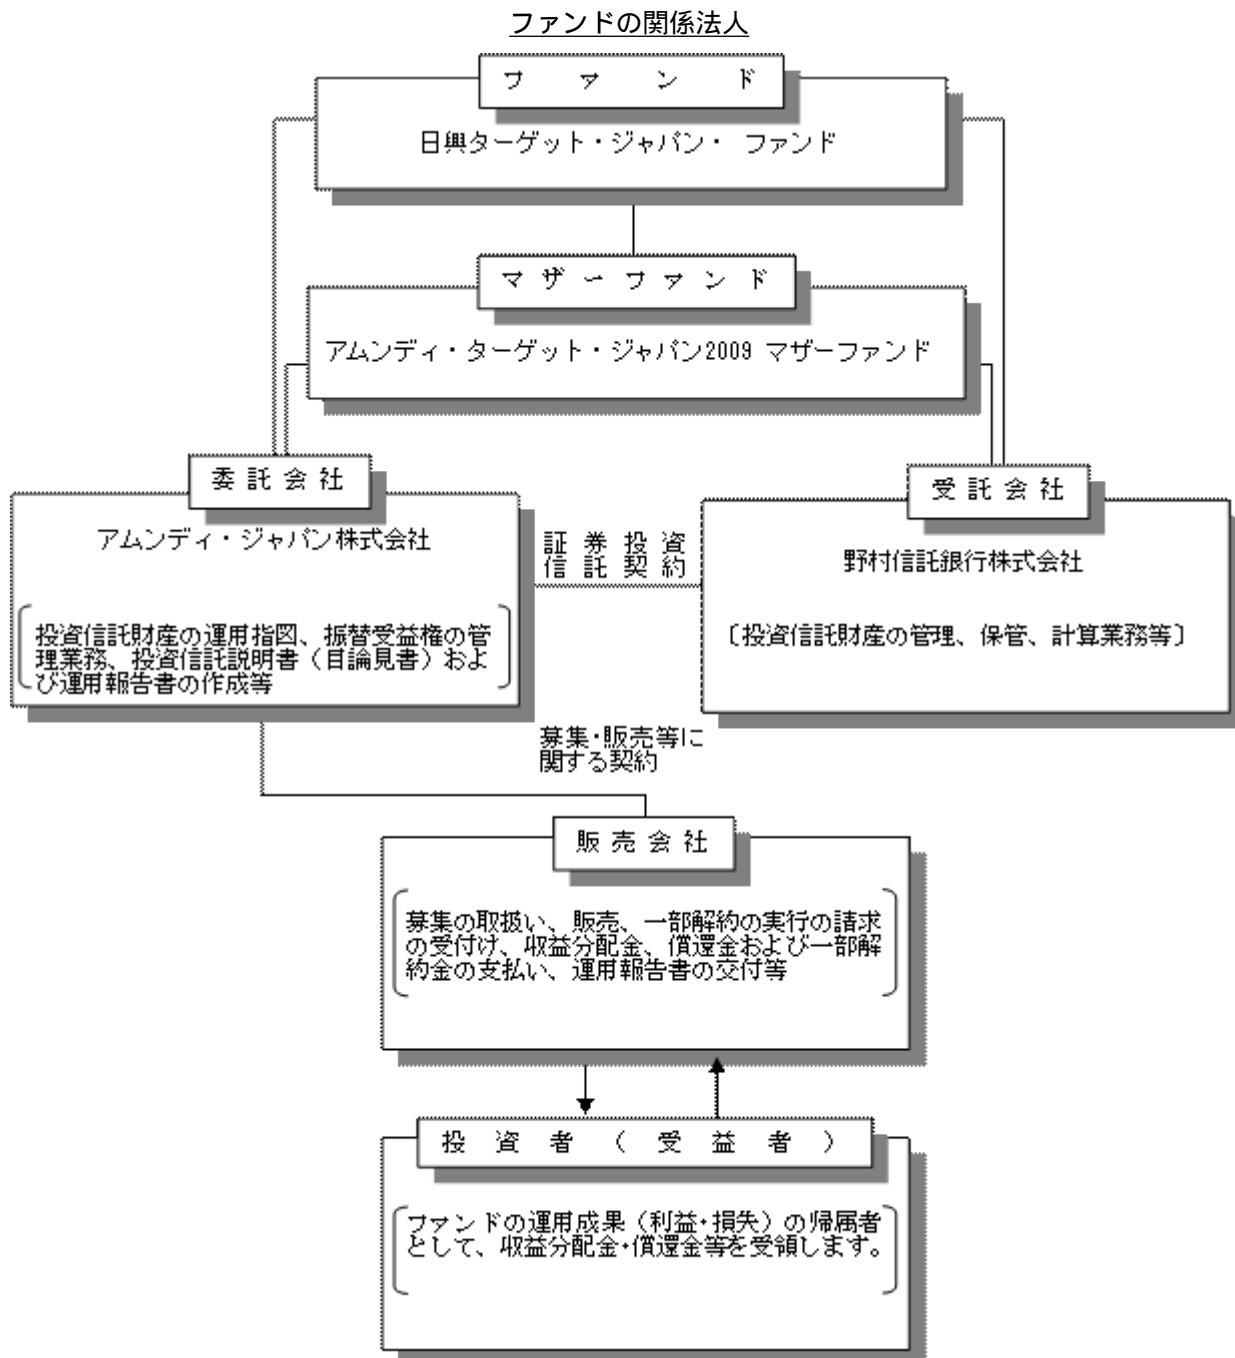 ファンドの関係法人
ファンド
日興ターゲット・ジャパン・ ファンド
マザーファンド
アムンディ・ターゲット・ジャパン2009 マザーファンド
委託会社
アムンディ・ジャパン株式会社
投資信託財産の運用指図、振替受益権の管
理業務、投資信託説明書（目論見書）およ
び運用報告書の作成等
証券投資
信託契約
受託会社
野村信託銀行株式会社
〔投資信託財産の管理、保管、計算業務等〕
募集・販売等に
関する契約
販売会社
募集の取扱い、販売、一部解約の実行の請求
の受付け、収益分配金、償還金および一部解
約金の支払い、運用報告書の交付等
投資者（受益者）
ファンドの運用成果（利益・損失）の帰属者
として、収益分配金・償還金等を受領します。